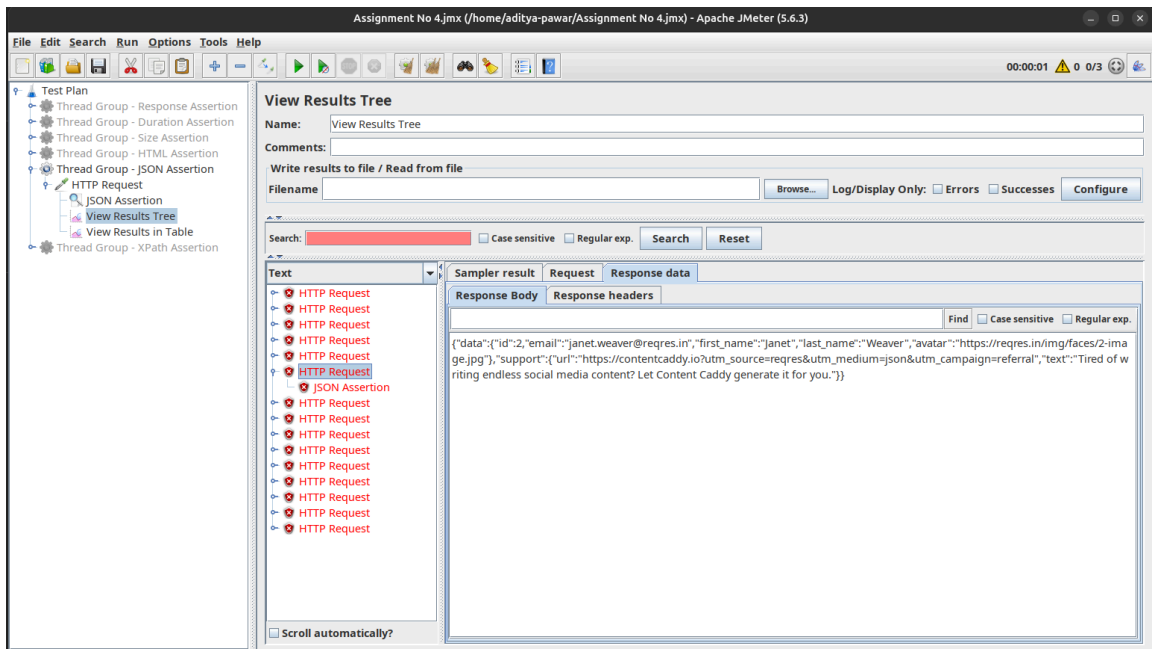 Assignment No 4.jmx (/home/aditya-pawar/Assignment No 4.jmx) - Apache JMeter (5.6.3)
File Edit Search Run Options Tools Help
00:00:01 0 0/3
Test Plan
Thread Group - Response Assertion
Thread Group - Duration Assertion
Thread Group - Size Assertion
Thread Group - HTML Assertion
Thread Group - JSON Assertion
HTTP Request
JSON Assertion
View Results Tree
View Results in Table
Thread Group - XPath Assertion
View Results Tree
Name: View Results Tree
Comments:
Write results to file / Read from file
Filename Browse... Log/Display Only: Errors Successes Configure
Search: Case sensitive Regular exp. Search Reset
Text
HTTP Request
HTTP Request
HTTP Request
HTTP Request
HTTP Request
HTTP Request
JSON Assertion
HTTP Request
HTTP Request
HTTP Request
HTTP Request
HTTP Request
HTTP Request
HTTP Request
HTTP Request
HTTP Request
Scroll automatically?
Sampler result Request Response data
Response Body Response headers
Find Case sensitive Regular exp.
{"data":{"id":2,"email":"janet.weaver@reqres.in","first_name":"Janet","last_name":"Weaver","avatar":"https://reqres.in/img/faces/2-ima
ge.jpg"},"support":{"url":"https://contentcaddy.io?utm_source=reqres&utm_medium=json&utm_campaign=referral","text":"Tired of w
riting endless social media content? Let Content Caddy generate it for you."}}